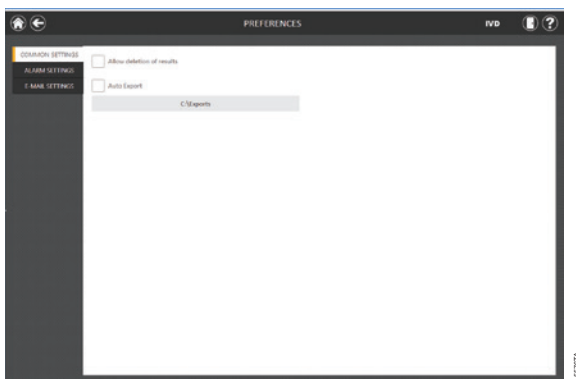 PREFERENCES
IVD
?
COMMON SETTINGS
Allow deletion of results
ALARM SETTINGS
E-MAIL SETTINGS
Auto Export
C:\Exports